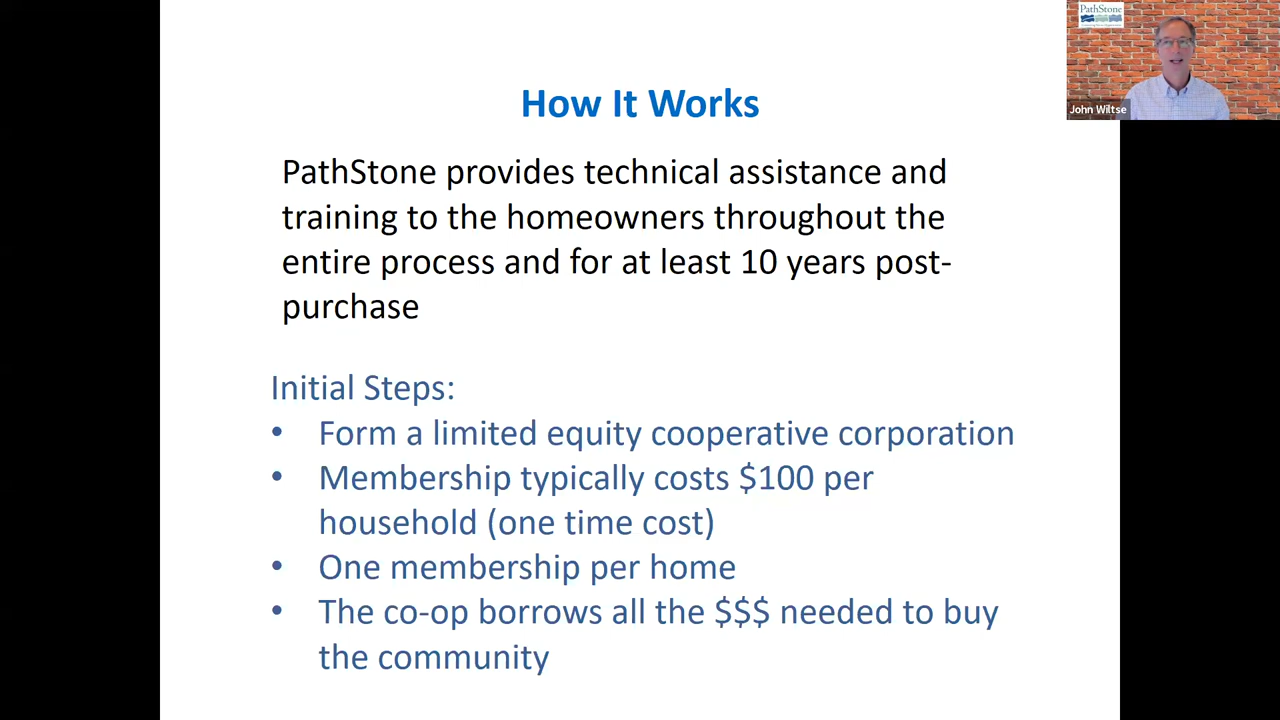 PathStone
John Wiltse
How It Works
PathStone provides technical assistance and
training to the homeowners throughout the
entire process and for at least 10 years post-
purchase
Initial Steps:
• Form a limited equity cooperative corporation
• Membership typically costs $100 per
household (one time cost)
• One membership per home
• The co-op borrows all the $$$ needed to buy
the community